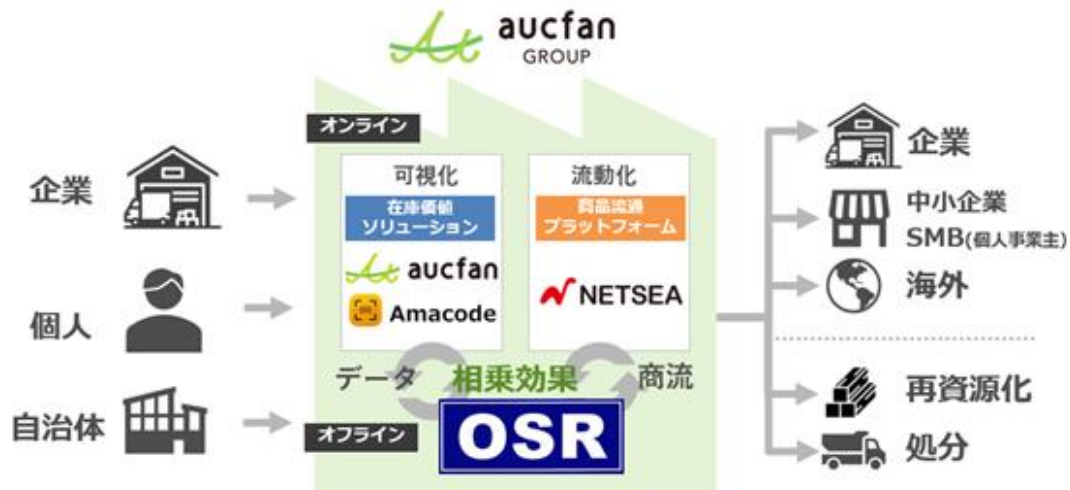 aucfan
GROUP
オンライン
企業
個人
自治体
可視化
在庫価値
ソリューション
aucfan
Amacode
流動化
商品流通
プラットフォーム
NETSEA
データ
相乗効果
商流
オフライン
OSR
企業
中小企業
SMB(個人事業主)
海外
再資源化
処分